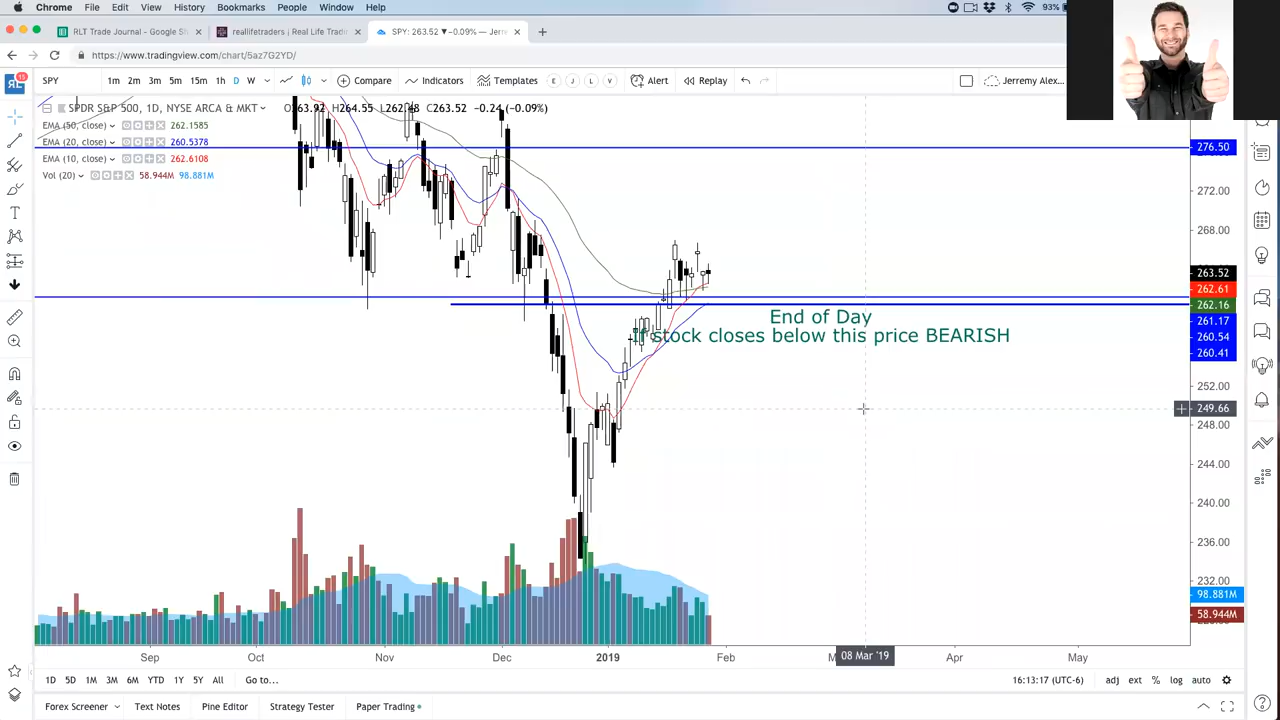 Chrome File Edit View History Bookmarks People Window Help 93%
RLT Trade Journal - Google S
reallifetraders | Real Life Tradin
SPY: 263.52 ▼-0.09% — Jerre
https://www.tradingview.com/chart/5az7G2YD/
15
SPY 1m 2m 3m 5m 15m 1h D W Compare Indicators Templates E J L V Alert Replay Jerremy Alex...
SPDR S&P 500, 1D, NYSE ARCA & MKT H264.55 C263.52 -0.24 (-0.09%)
EMA (50, close) 262.1585
EMA (20, close) 260.5378
EMA (10, close) 262.6108
Vol (20) 58.944M 98.881M
276.50
272.00
268.00
263.52
262.61
262.16
261.17
260.54
260.41
252.00
249.66
248.00
244.00
240.00
236.00
232.00
98.881M
58.944M
End of Day
If stock closes below this price BEARISH
Sep Oct Nov Dec 2019 Feb 08 Mar '19 Apr May
1D 5D 1M 3M 6M YTD 1Y 5Y All Go to... 16:13:17 (UTC-6) adj ext % log auto
Forex Screener Text Notes Pine Editor Strategy Tester Paper Trading